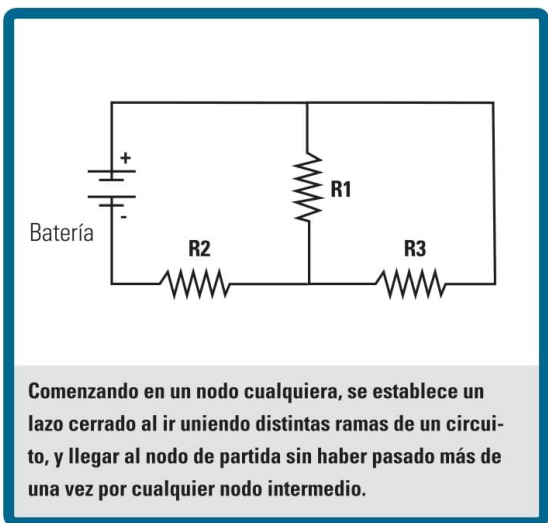 +
R1
-
Batería
R2
R3
Comenzando en un nodo cualquiera, se establece un
lazo cerrado al ir uniendo distintas ramas de un circui-
to, y llegar al nodo de partida sin haber pasado más de
una vez por cualquier nodo intermedio.